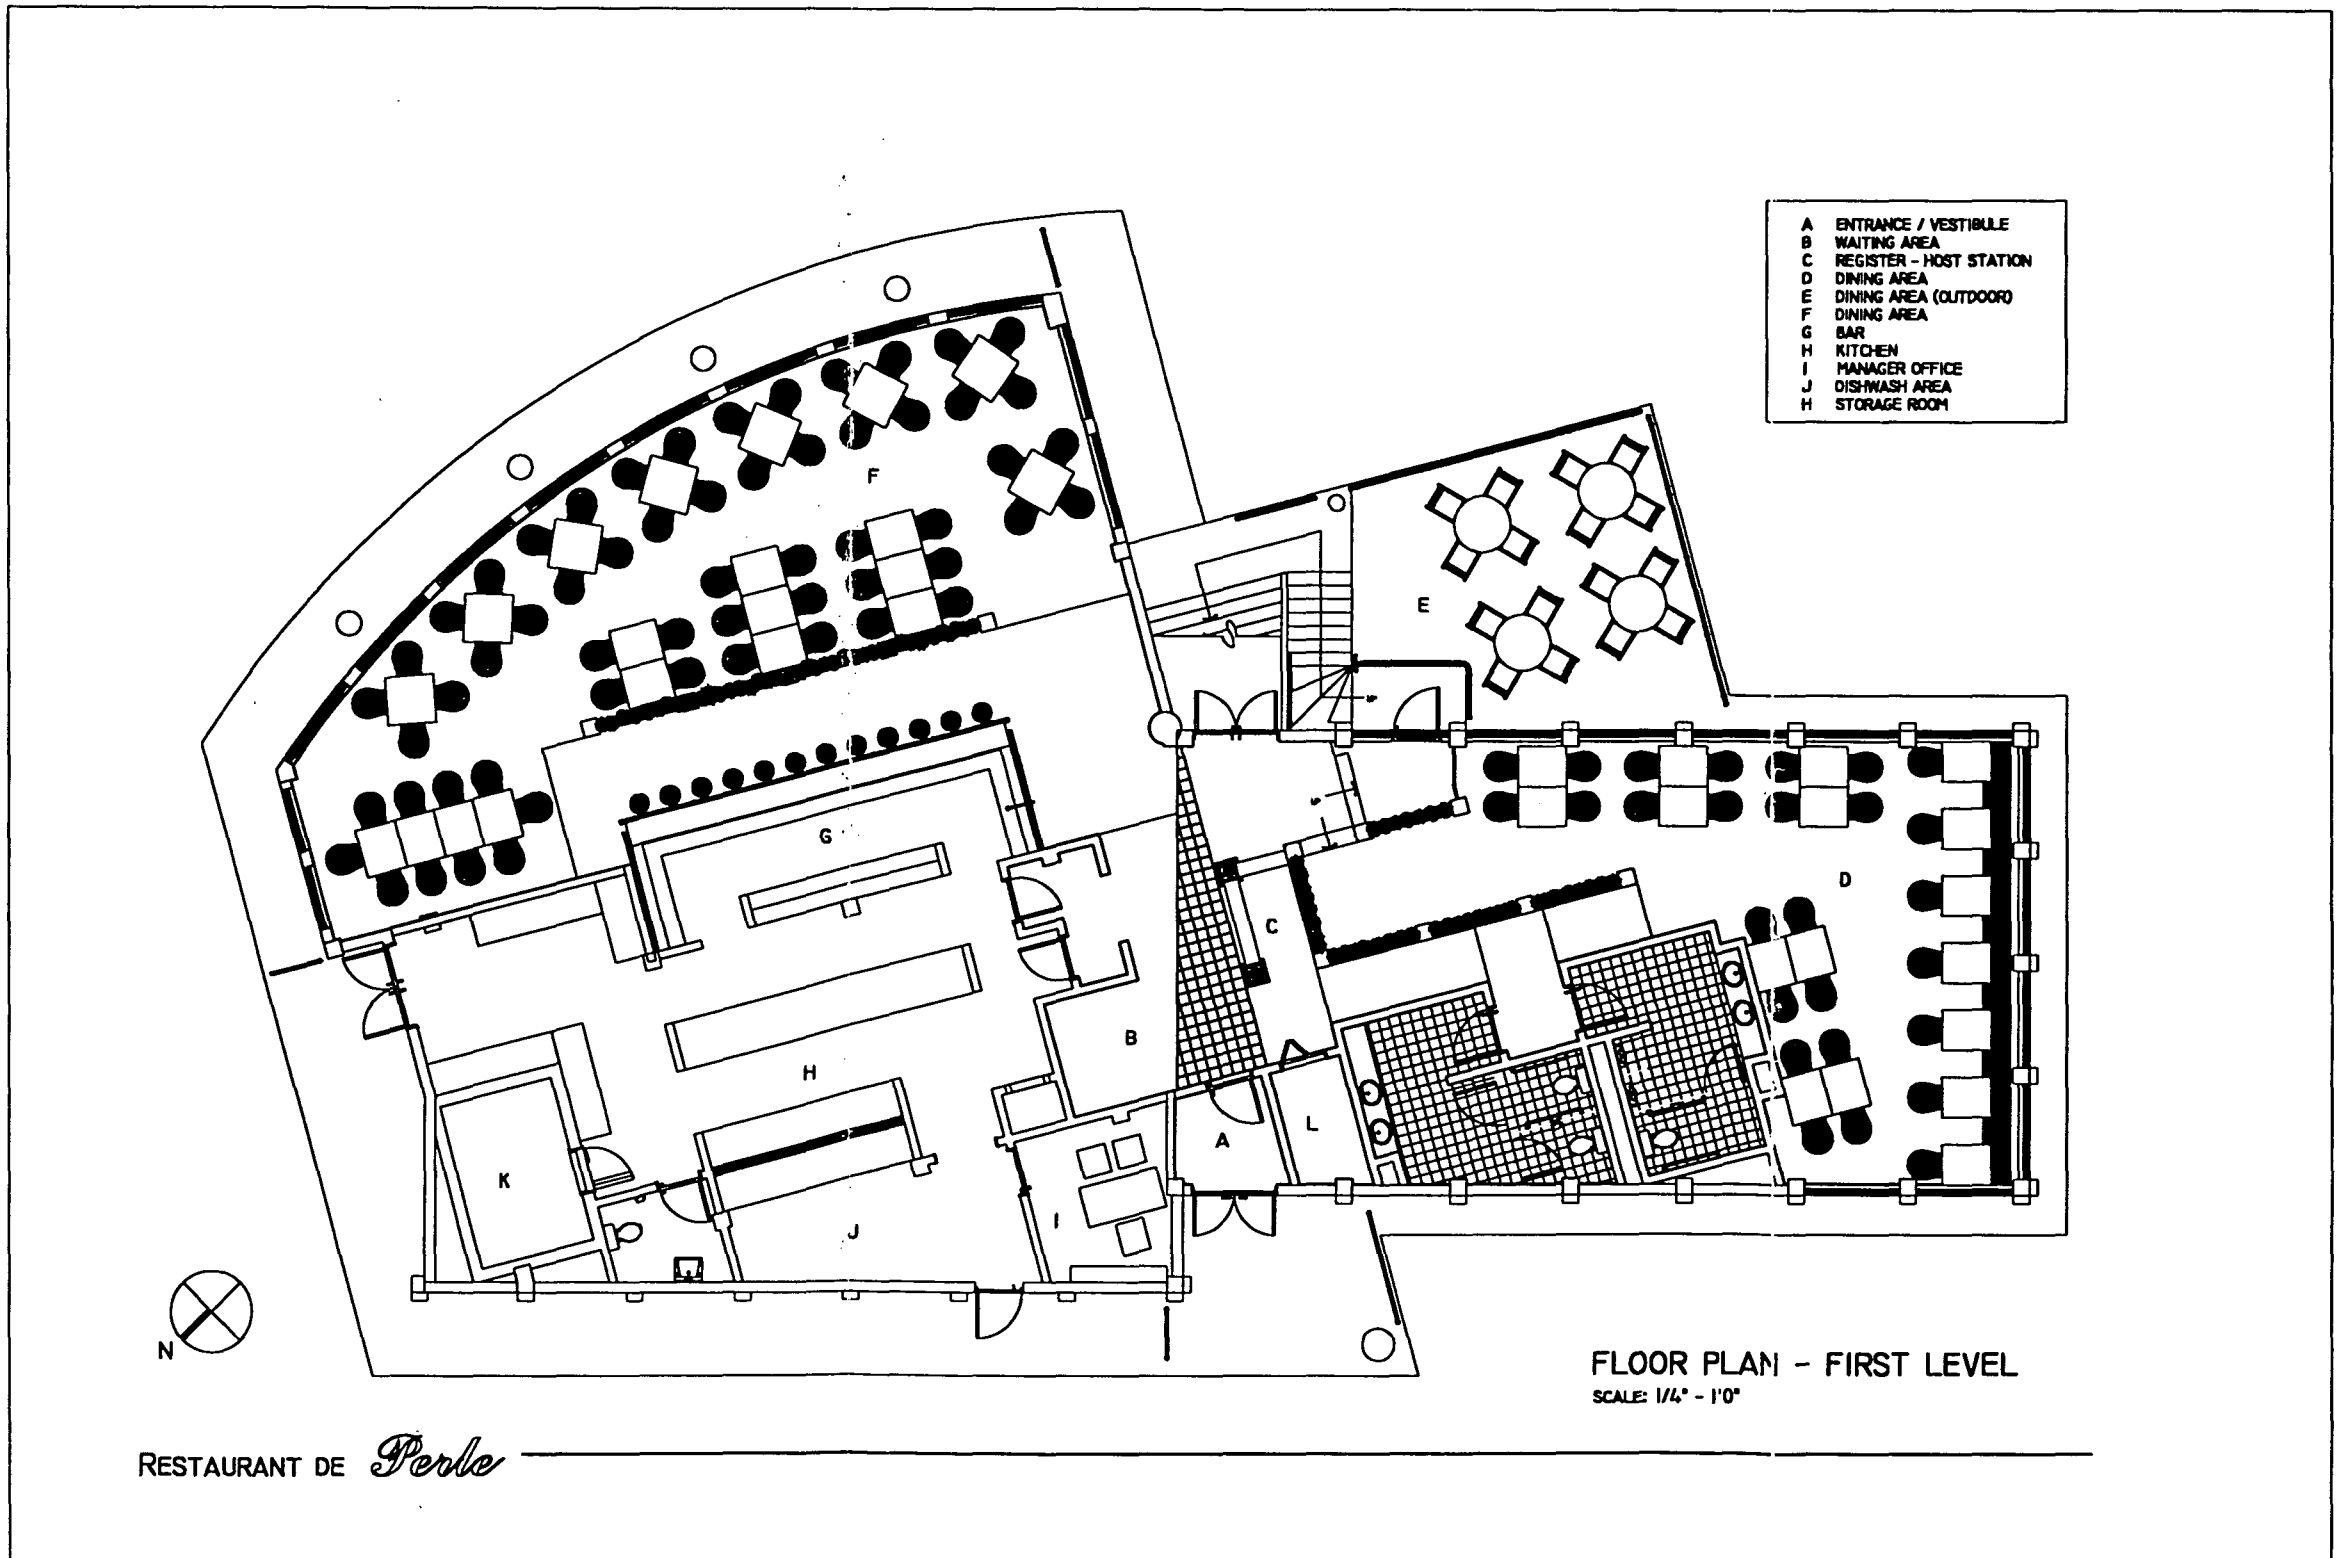 A ENTRANCE / VESTIBULE
B WAITING AREA
C REGISTER - HOST STATION
D DINING AREA
E DINING AREA (OUTDOOR)
F DINING AREA
G BAR
H KITCHEN
I MANAGER OFFICE
J DISHWASH AREA
H STORAGE ROOM
F
E
G
D
C
B
H
A
L
K
I
J
N
FLOOR PLAN - FIRST LEVEL
SCALE: 1/4" - 1'0"
RESTAURANT DE Perle